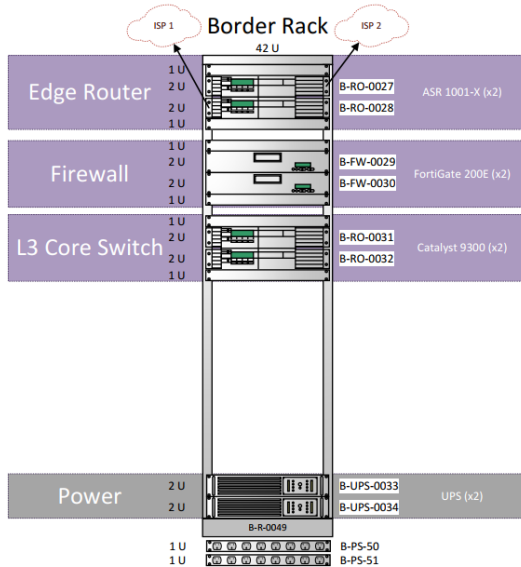 ISP 1
Border Rack
ISP 2
42 U
1 U
Edge Router
2 U
B-RO-0027
ASR 1001-X (x2)
2 U
B-RO-0028
1 U
1 U
Firewall
2 U
B-FW-0029
FortiGate 200E (x2)
2 U
B-FW-0030
1 U
1 U
L3 Core Switch
2 U
B-RO-0031
Catalyst 9300 (x2)
2 U
B-RO-0032
1 U
Power
2 U
B-UPS-0033
UPS (x2)
2 U
B-UPS-0034
B-R-0049
1 U
B-PS-50
1 U
B-PS-51